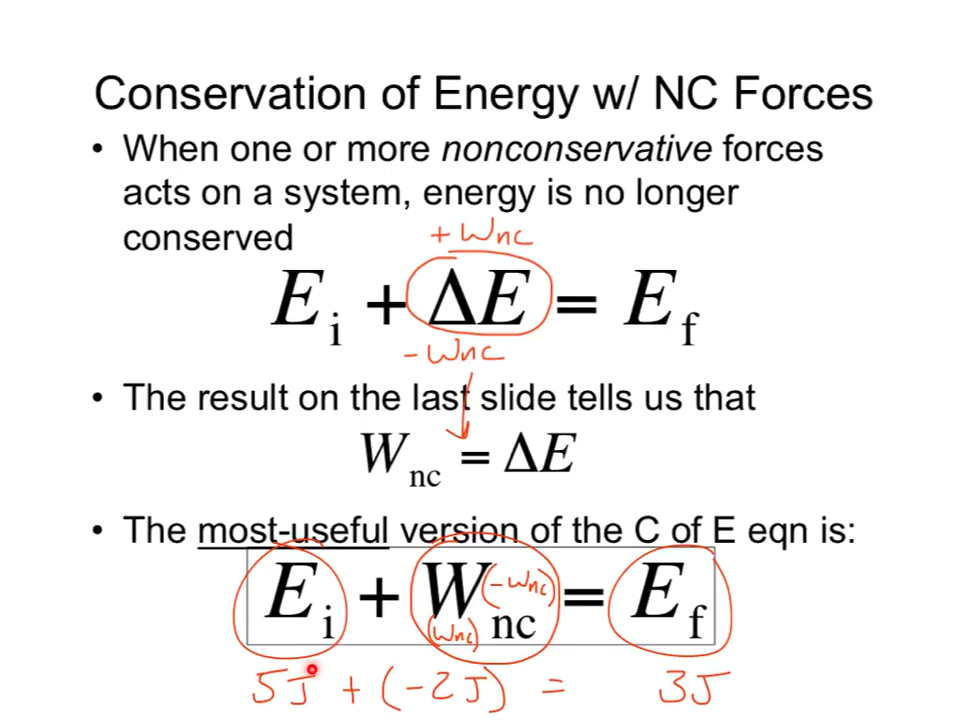 Conservation of Energy w/ NC Forces
• When one or more nonconservative forces
acts on a system, energy is no longer
conserved
+ Wnc
Ei + ΔE = Ef
- Wnc
• The result on the last slide tells us that
Wnc = ΔE
• The most-useful version of the C of E eqn is:
Ei + Wnc = Ef
(-Wnc)
(Wnc)
5J + (-2J) = 3J